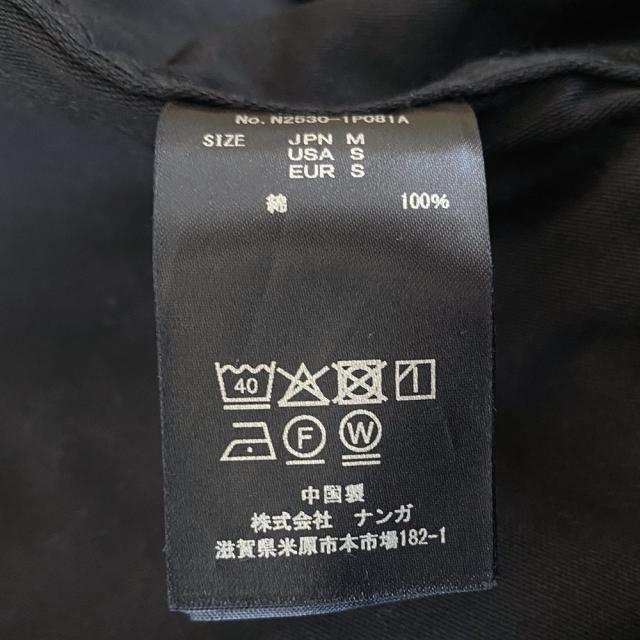 No. N2530-1P081A
SIZE JPN M
USA S
EUR S
綿 100%
40
F W
中国製
株式会社 ナンガ
滋賀県米原市本市場182-1